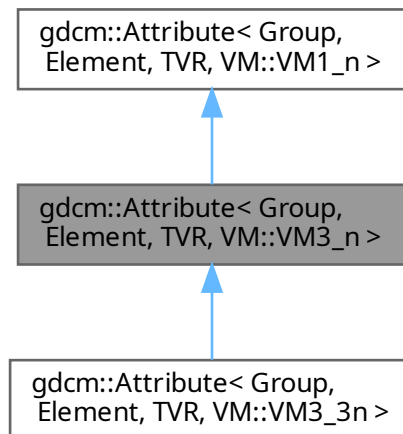 gdcm::Attribute< Group,
Element, TVR, VM::VM1_n >
gdcm::Attribute< Group,
Element, TVR, VM::VM3_n >
gdcm::Attribute< Group,
Element, TVR, VM::VM3_3n >